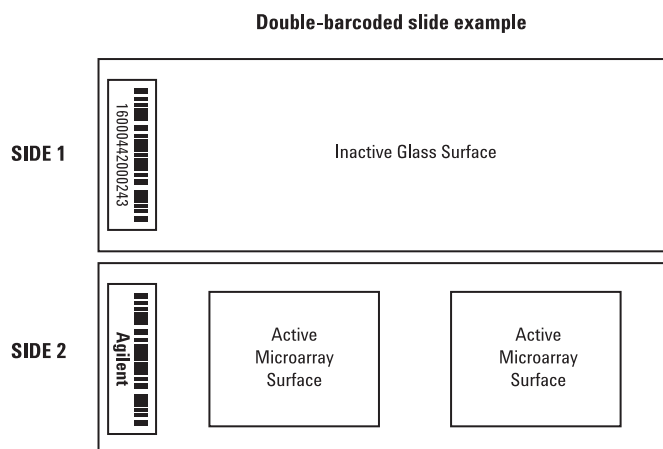 Double-barcoded slide example
SIDE 1
16000442000243
Inactive Glass Surface
SIDE 2
Agilent
Active
Microarray
Surface
Active
Microarray
Surface